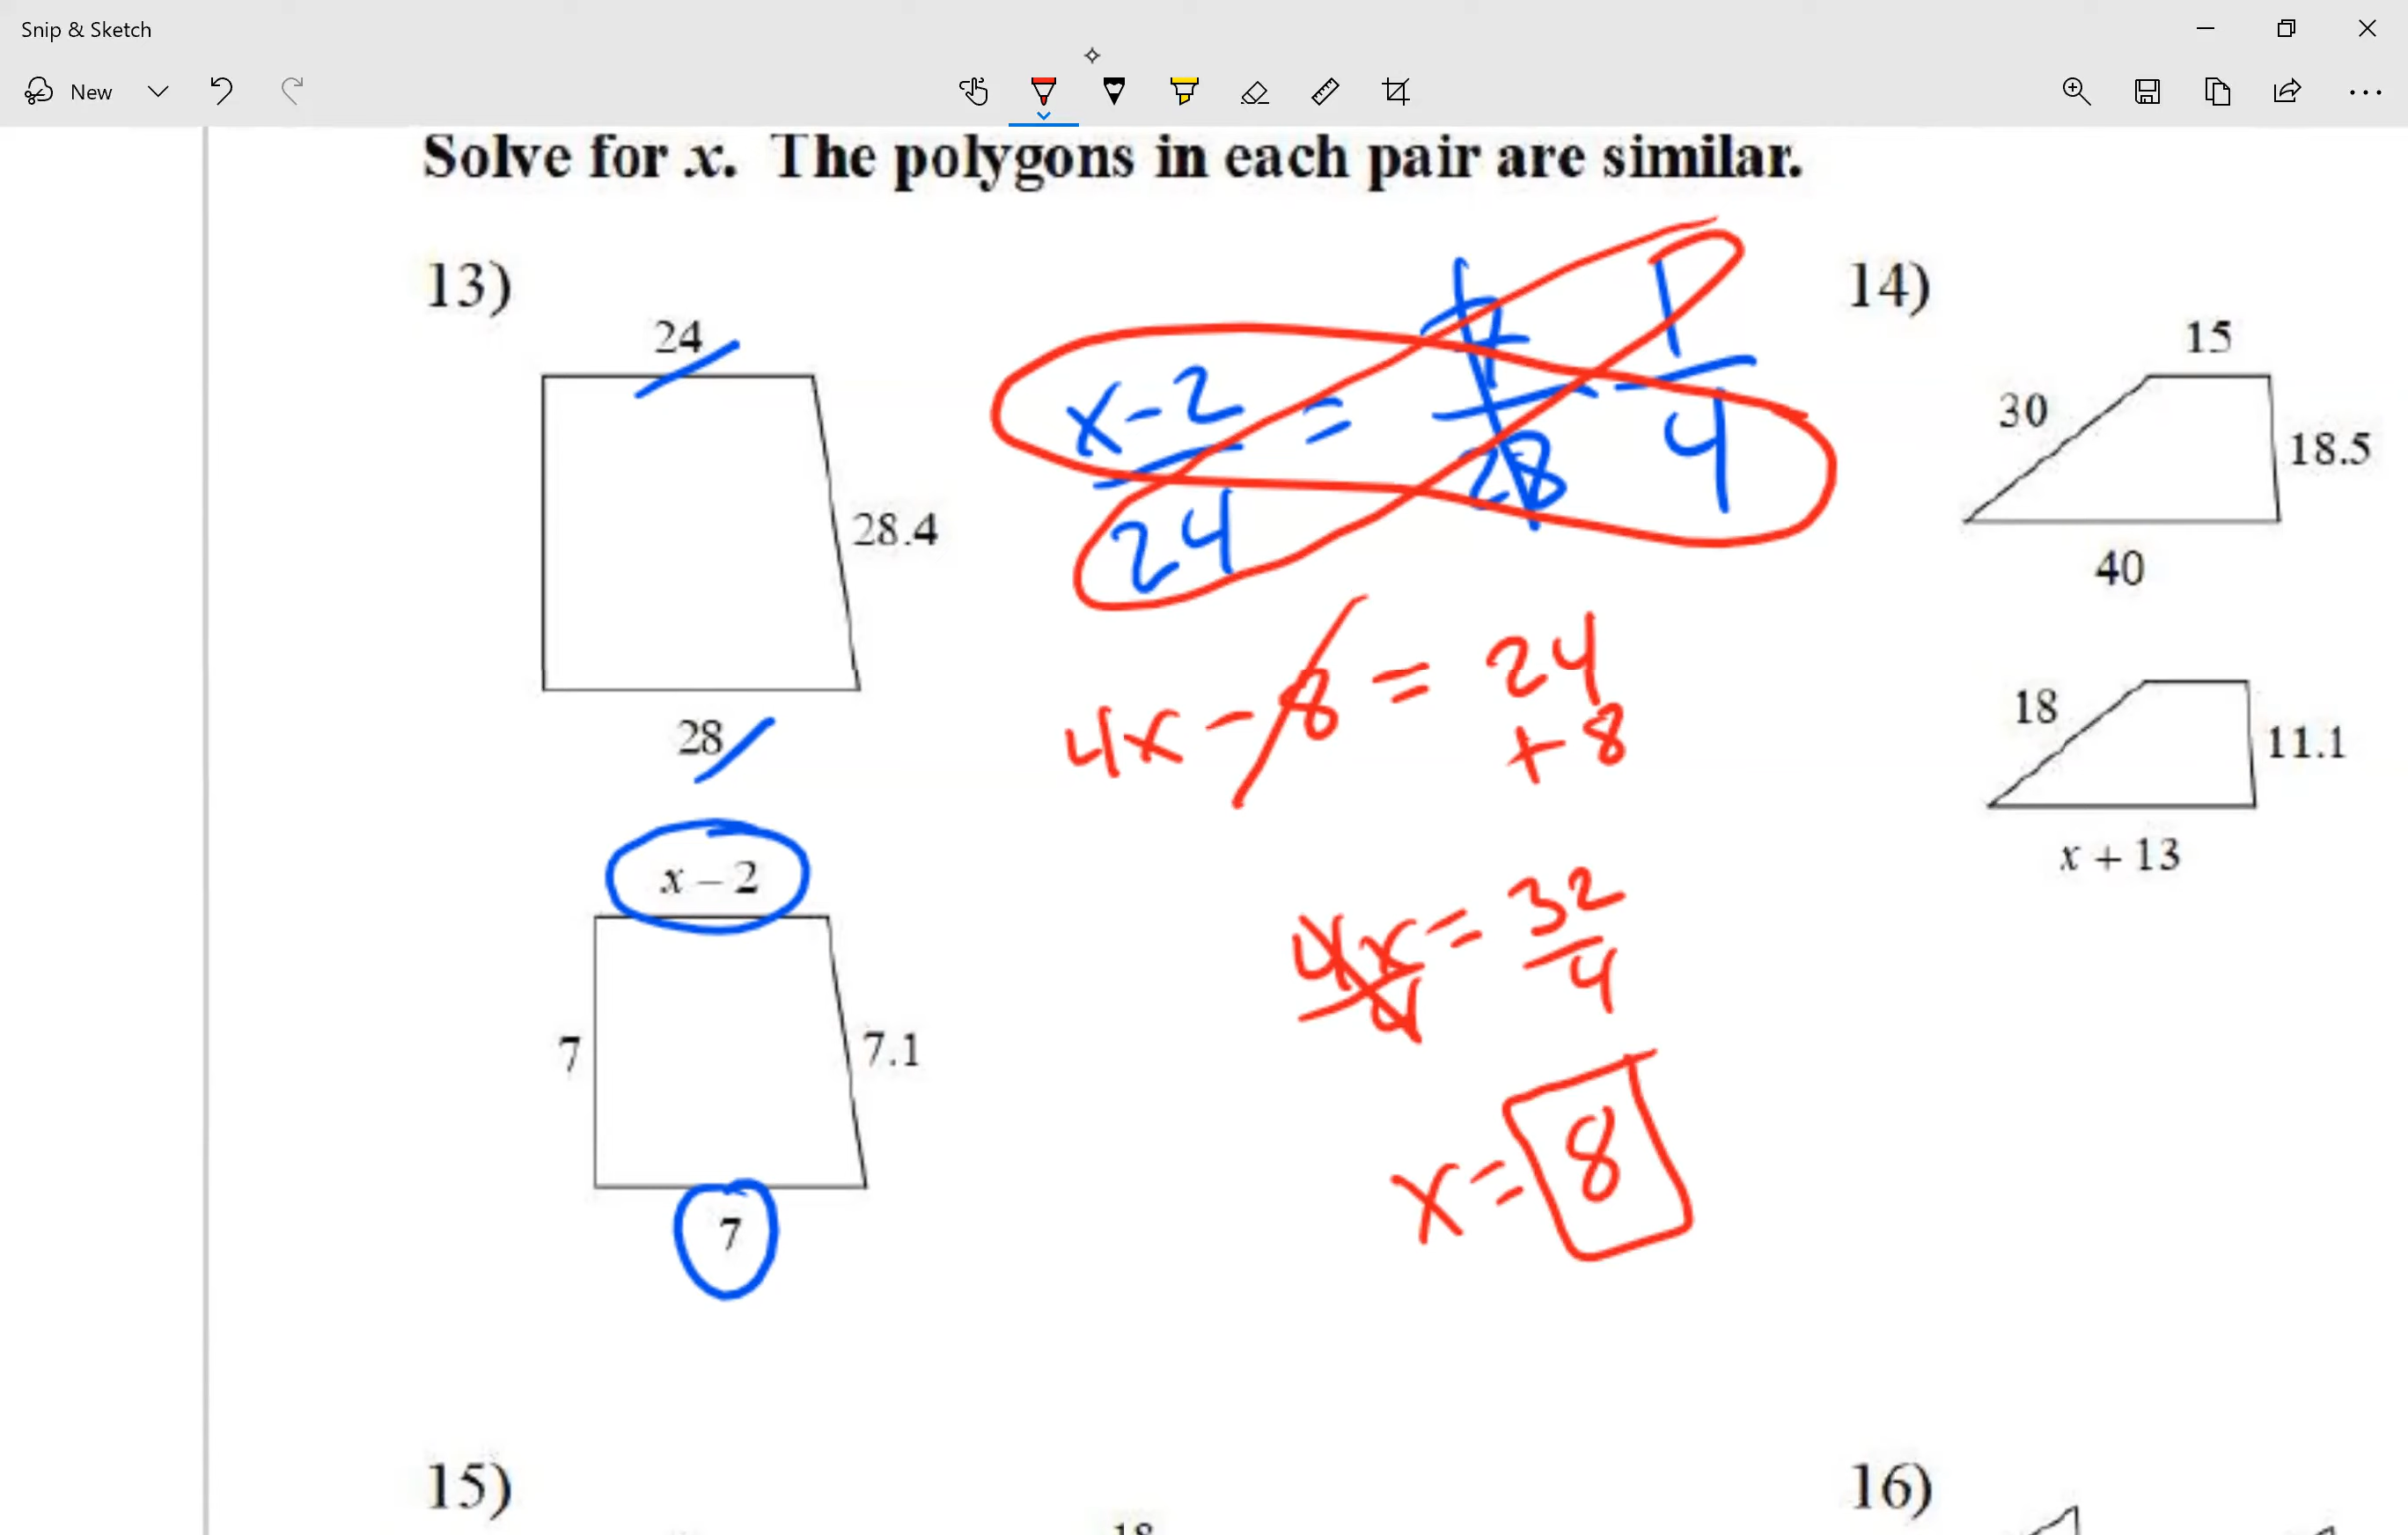 Snip & Sketch
New
Solve for x. The polygons in each pair are similar.
13)
24
28.4
28
x – 2
7
7.1
7
x - 2 / 24 = 7 / 28 1 / 4
4x - 8 = 24
+ 8
4x / 4 = 32 / 4
x = 8
14)
15
30
18.5
40
18
11.1
x + 13
15)
18
16)